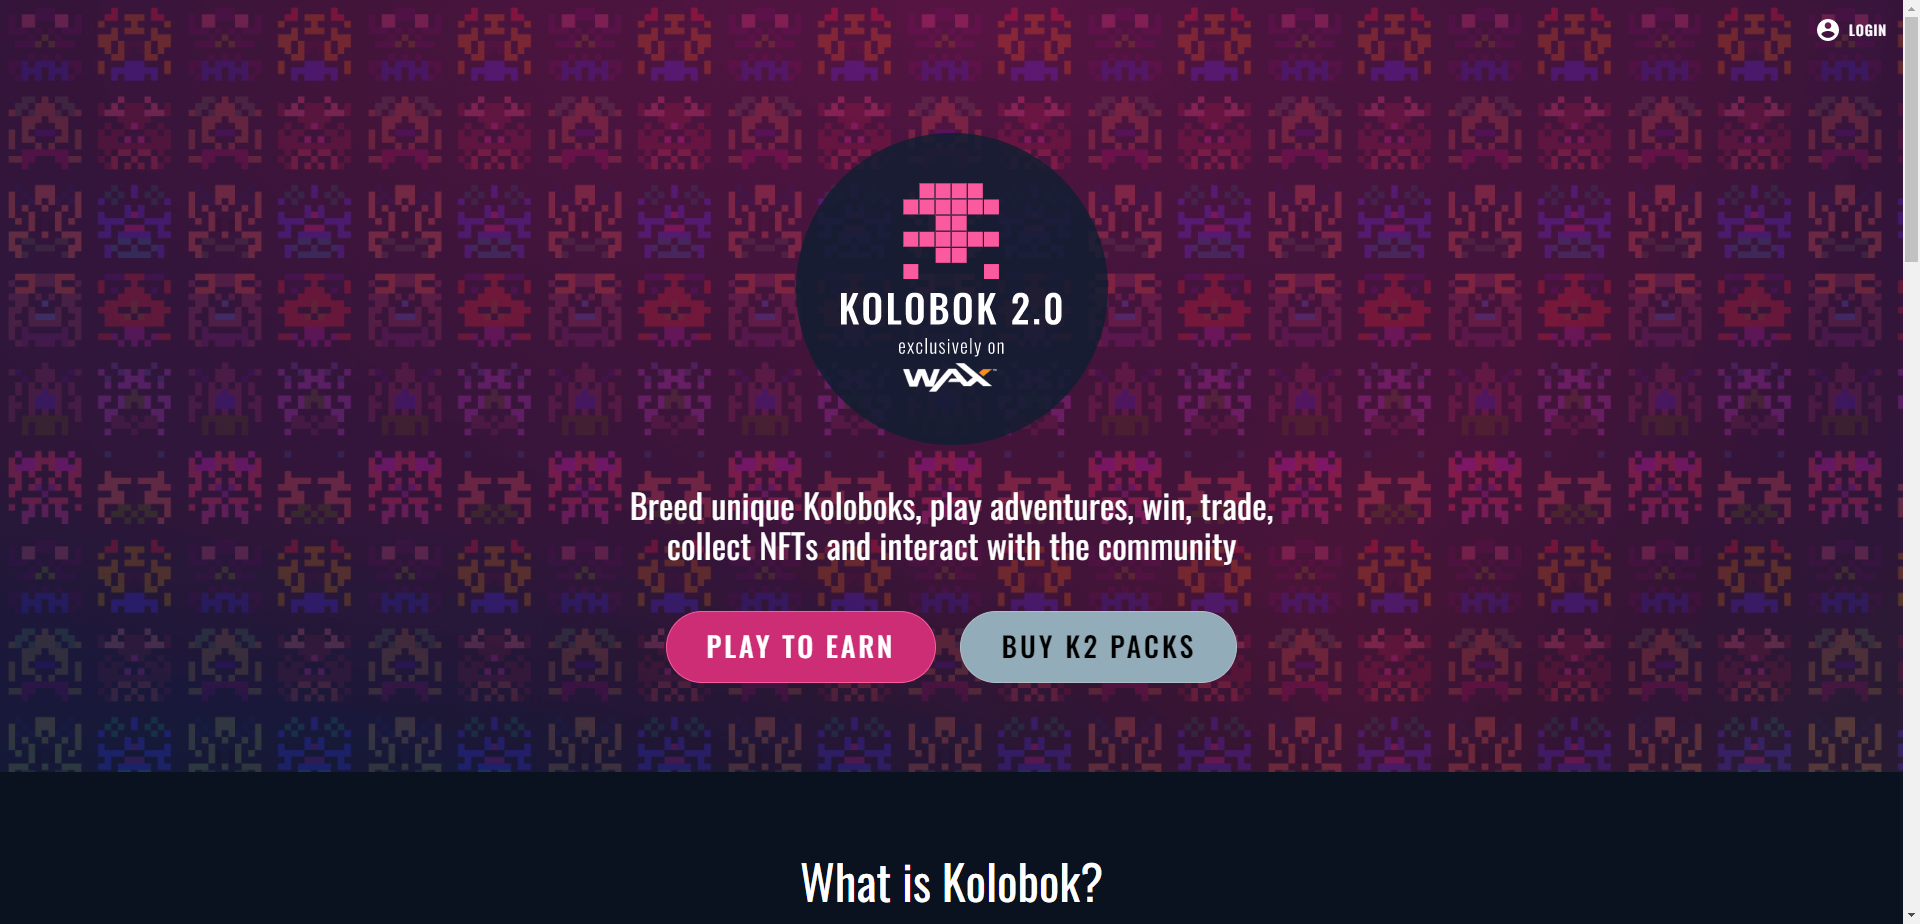 LOGIN
KOLOBOK 2.0
exclusively on
WAX™
Breed unique Koloboks, play adventures, win, trade,
collect NFTs and interact with the community
PLAY TO EARN
BUY K2 PACKS
What is Kolobok?